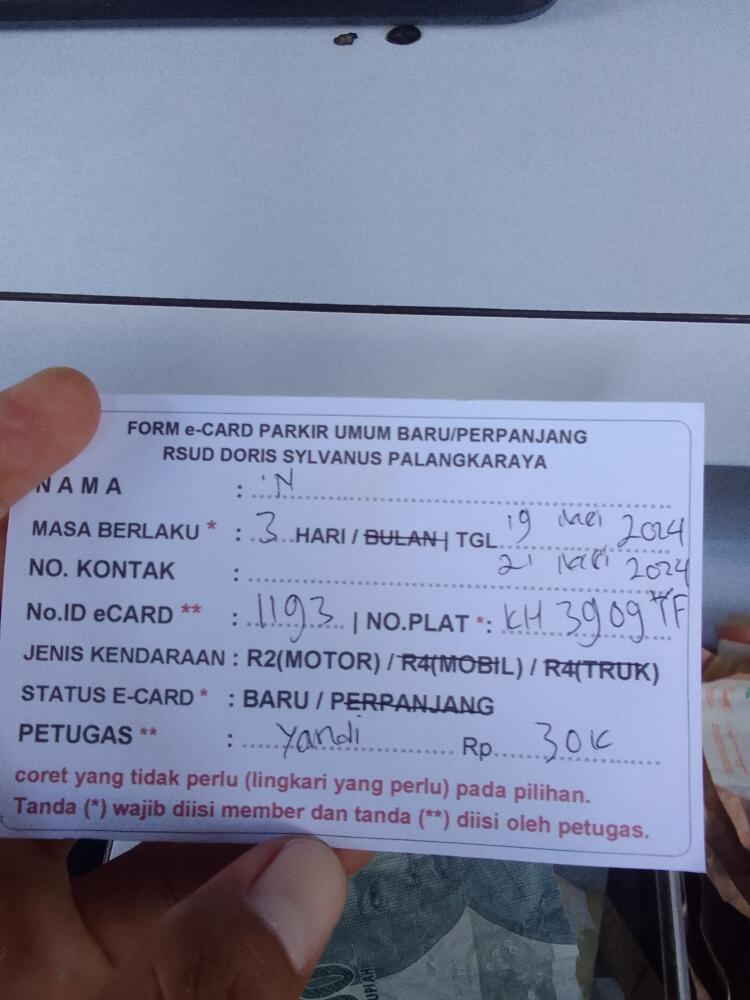 FORM e-CARD PARKIR UMUM BARU/PERPANJANG
RSUD DORIS SYLVANUS PALANGKARAYA
NAMA : N
MASA BERLAKU * : 3 HARI / BULAN | TGL 19 Mei 2024
21 Mei 2024
NO. KONTAK :
No.ID eCARD ** : 1193 | NO.PLAT *: KH 3909 TF
JENIS KENDARAAN : R2(MOTOR) / R4(MOBIL) / R4(TRUK)
STATUS E-CARD * : BARU / PERPANJANG
PETUGAS ** : Yandi Rp 30K
coret yang tidak perlu (lingkari yang perlu) pada pilihan.
Tanda (*) wajib diisi member dan tanda (**) diisi oleh petugas.
RUPIAH